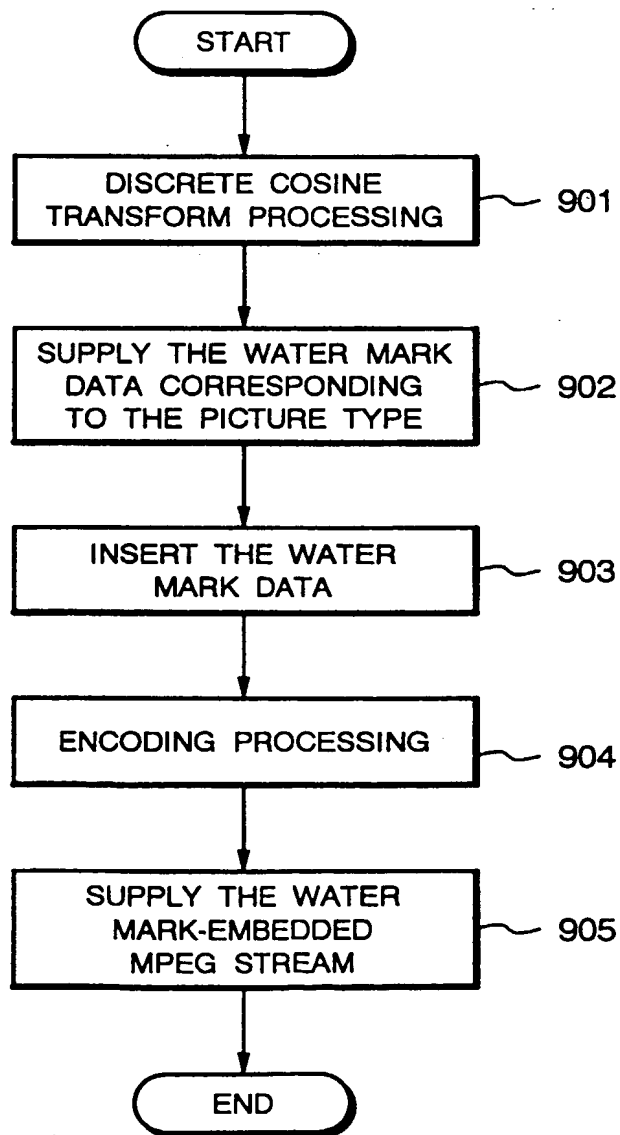 START
DISCRETE COSINE
TRANSFORM PROCESSING
901
SUPPLY THE WATER MARK
DATA CORRESPONDING
TO THE PICTURE TYPE
902
INSERT THE WATER
MARK DATA
903
ENCODING PROCESSING
904
SUPPLY THE WATER
MARK-EMBEDDED
MPEG STREAM
905
END